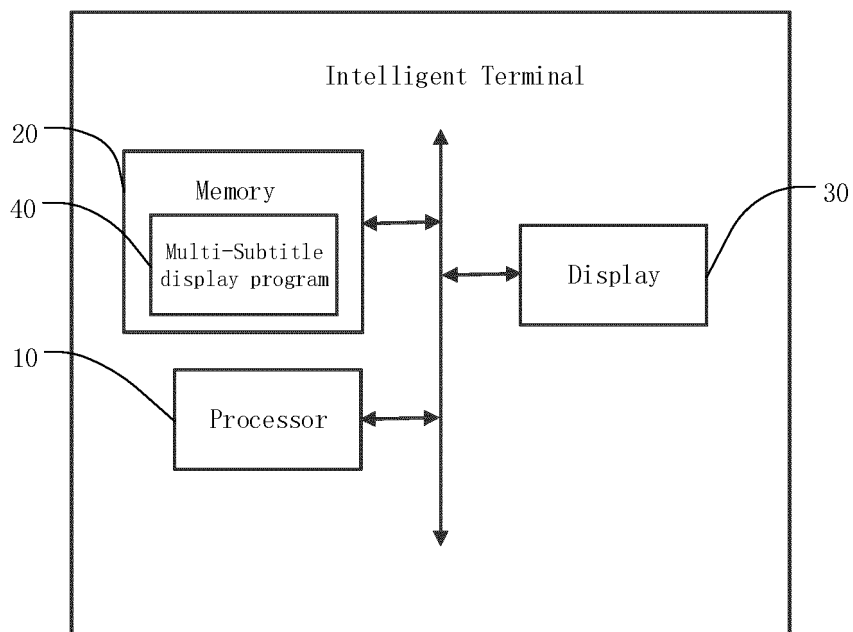 Intelligent Terminal
20
Memory
40
Multi-Subtitle
display program
30
Display
10
Processor